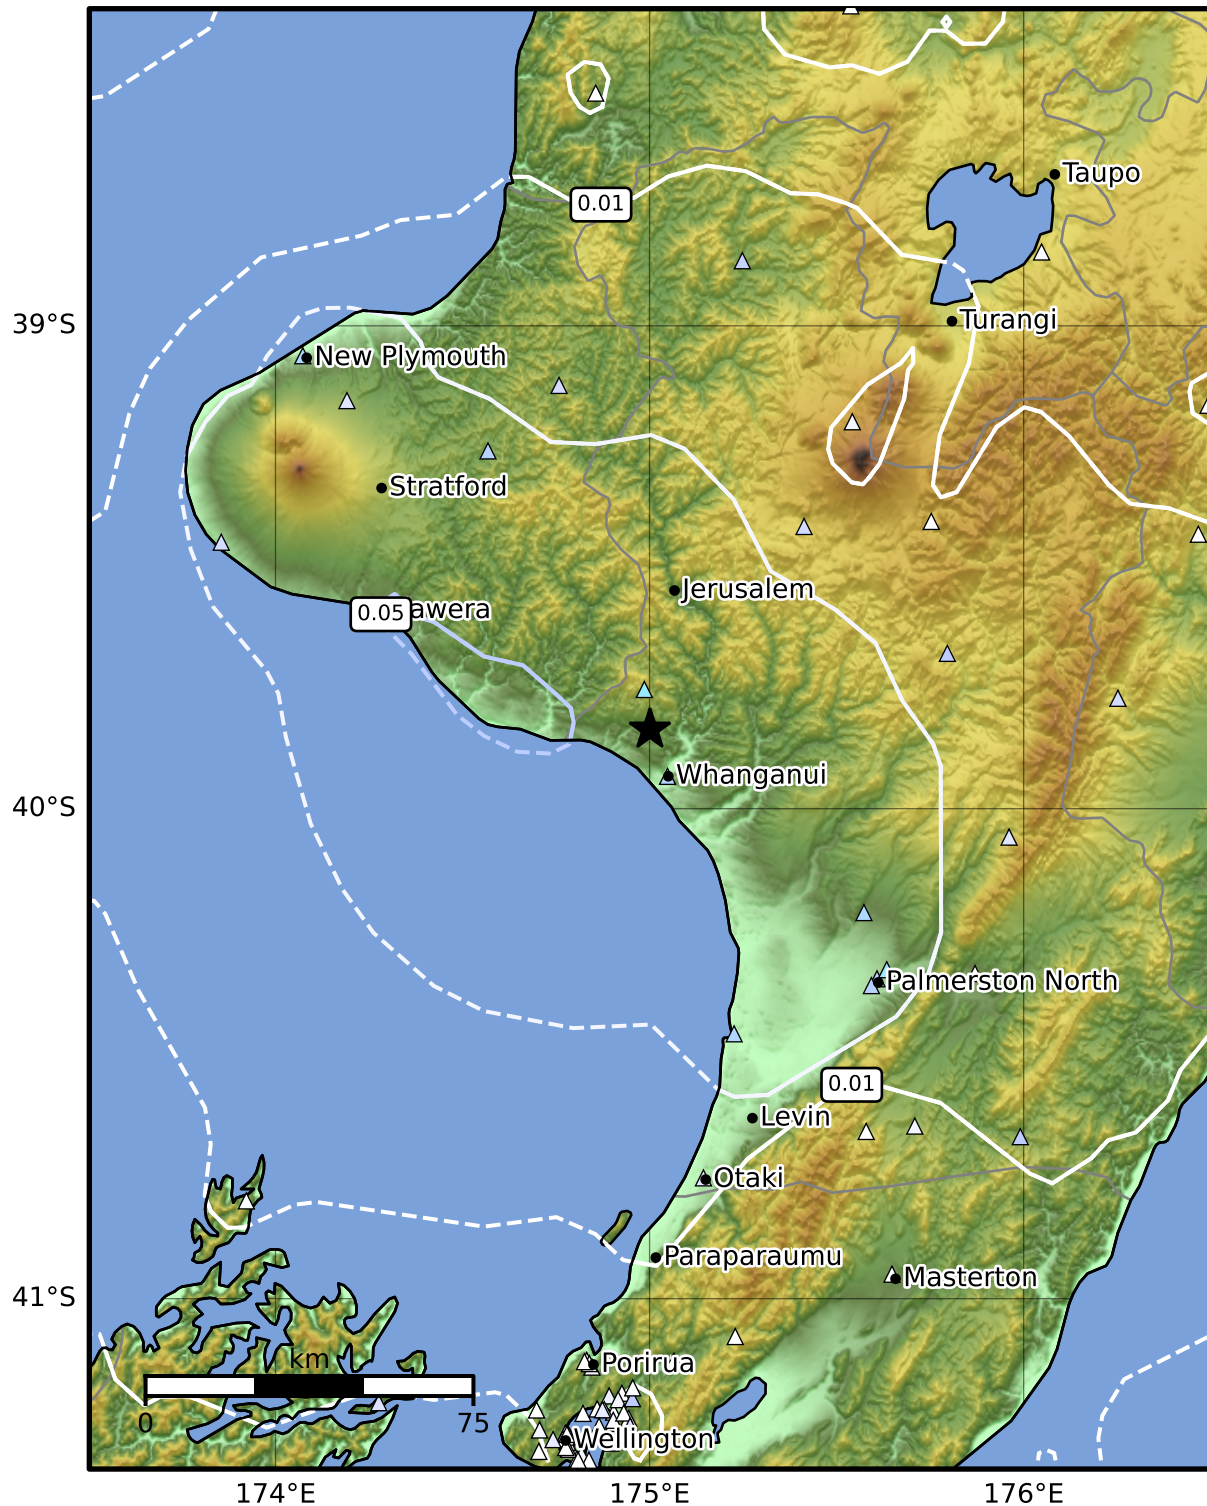 Taupo
0.01
39°S
Turangi
New Plymouth
Stratford
Jerusalem
0.05
awera
Whanganui
40°S
Palmerston North
0.01
Levin
Otaki
Paraparaumu
Masterton
41°S
km
Porirua
0
75
Wellington
174°E
175°E
176°E